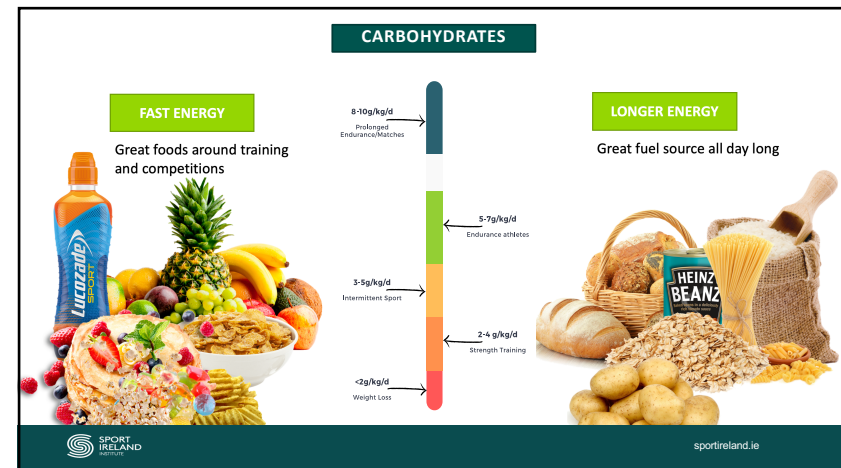 CARBOHYDRATES
FAST ENERGY
Great foods around training
and competitions
8-10g/kg/d
Prolonged
Endurance/Matches
5-7g/kg/d
Endurance athletes
3-5g/kg/d
Intermittent Sport
2-4 g/kg/d
Strength Training
<2g/kg/d
Weight Loss
LONGER ENERGY
Great fuel source all day long
Lucozade
SPORT
HEINZ
BEANZ
SPORT
IRELAND
INSTITUTE
sportireland.ie